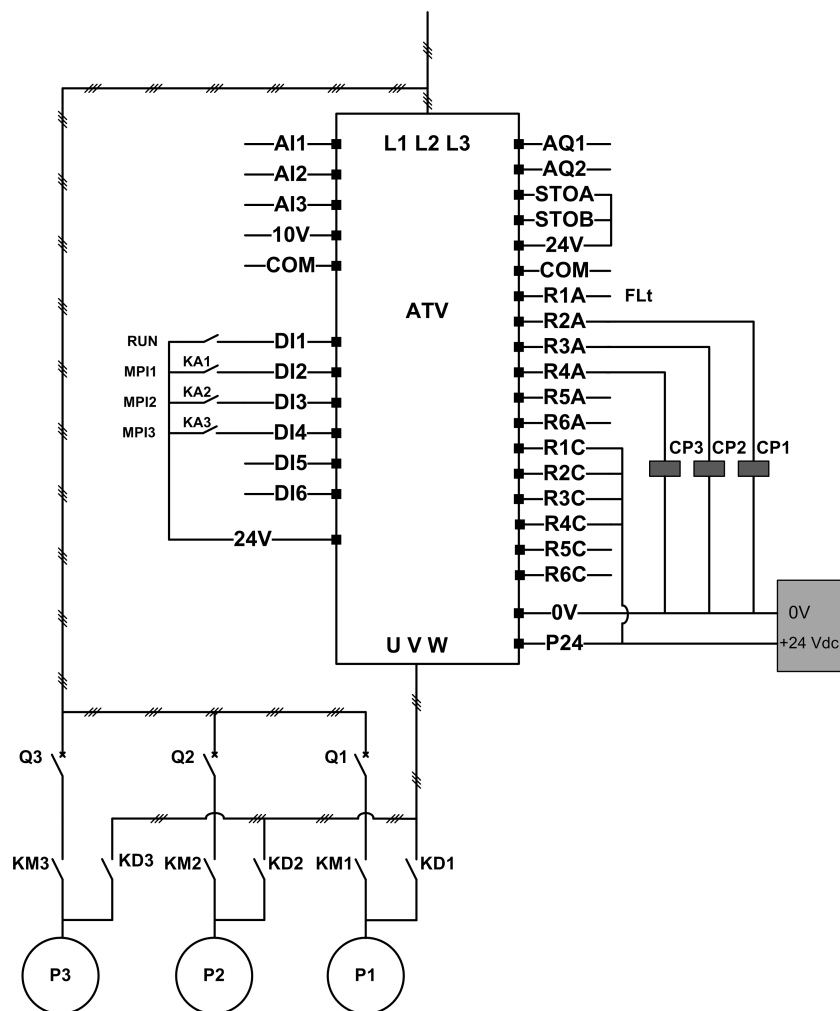 L1 L2 L3
AI1
AI2
AI3
10V
COM
RUN
DI1
MPI1
KA1
DI2
MPI2
KA2
DI3
MPI3
KA3
DI4
DI5
DI6
24V
ATV
AQ1
AQ2
STOA
STOB
24V
COM
R1A
FLt
R2A
R3A
R4A
R5A
R6A
R1C
R2C
R3C
R4C
R5C
R6C
0V
P24
CP3
CP2
CP1
0V
+24 Vdc
U V W
Q3
Q2
Q1
KM3
KD3
KM2
KD2
KM1
KD1
P3
P2
P1